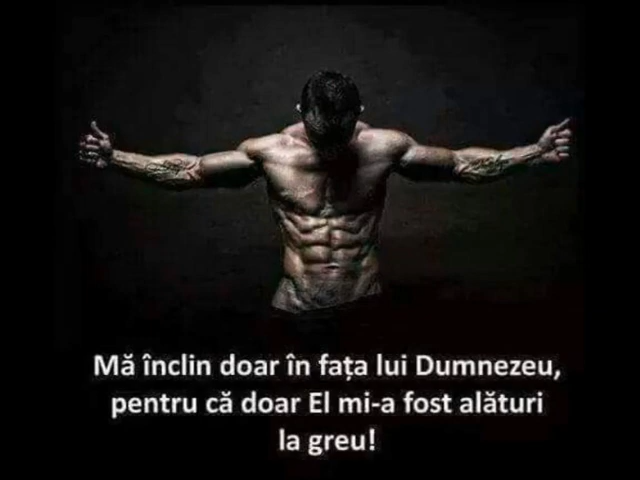 Mă înclin doar în fața lui Dumnezeu,
pentru că doar El mi-a fost alături
la greu!